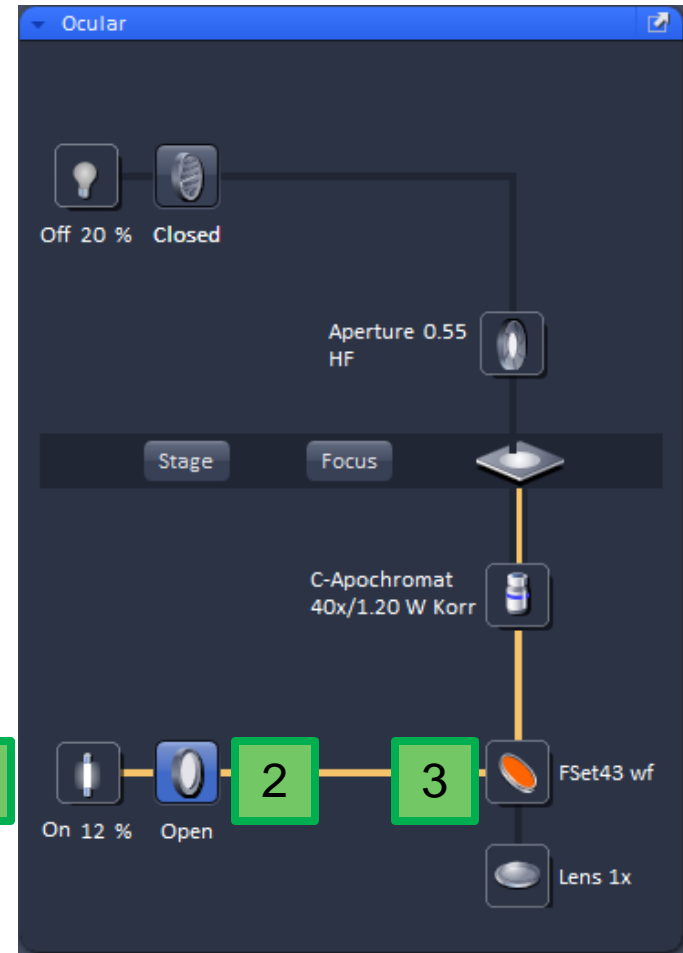 Ocular
Off 20 % Closed
Aperture 0.55
HF
Stage Focus
C-Apochromat
40x/1.20 W Korr
2 3
FSet43 wf
On 12 % Open
Lens 1x